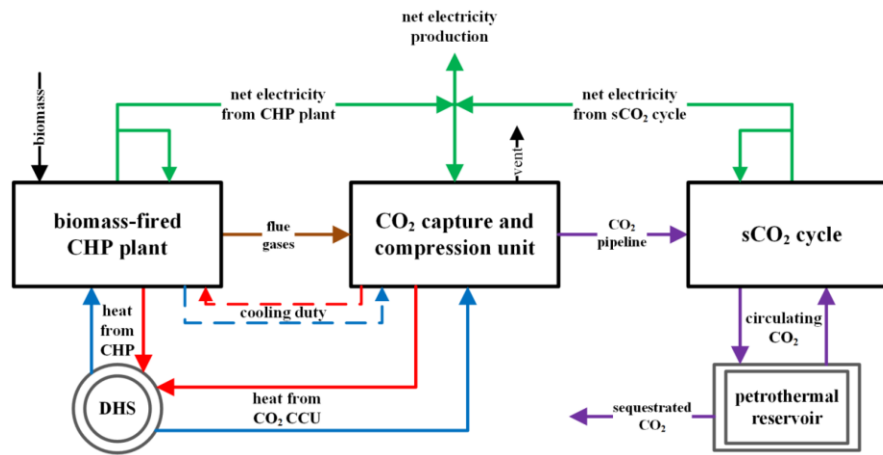 net electricity
production
biomass
net electricity
from CHP plant
net electricity
from sCO₂ cycle
vent
biomass-fired
CHP plant
flue
gases
CO₂ capture and
compression unit
CO₂
pipeline
sCO₂ cycle
heat
from
CHP
cooling duty
circulating
CO₂
DHS
heat from
CO₂ CCU
sequestrated
CO₂
petrothermal
reservoir